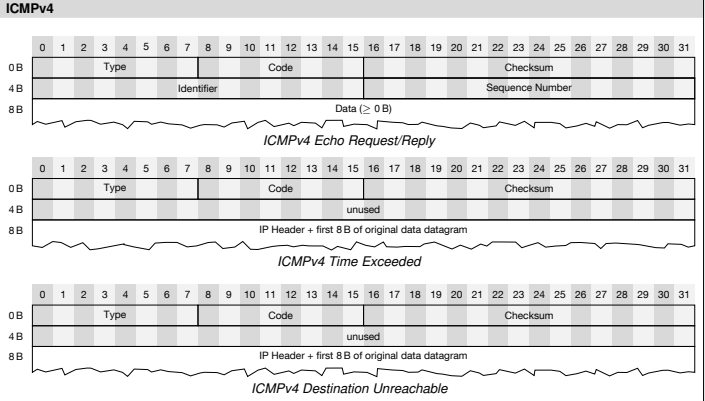 ICMPv4
0 1 2 3 4 5 6 7 8 9 10 11 12 13 14 15 16 17 18 19 20 21 22 23 24 25 26 27 28 29 30 31
0 B Type Code Checksum
4 B Identifier Sequence Number
8 B Data (≥ 0 B)
ICMPv4 Echo Request/Reply
0 1 2 3 4 5 6 7 8 9 10 11 12 13 14 15 16 17 18 19 20 21 22 23 24 25 26 27 28 29 30 31
0 B Type Code Checksum
4 B unused
8 B IP Header + first 8 B of original data datagram
ICMPv4 Time Exceeded
0 1 2 3 4 5 6 7 8 9 10 11 12 13 14 15 16 17 18 19 20 21 22 23 24 25 26 27 28 29 30 31
0 B Type Code Checksum
4 B unused
8 B IP Header + first 8 B of original data datagram
ICMPv4 Destination Unreachable